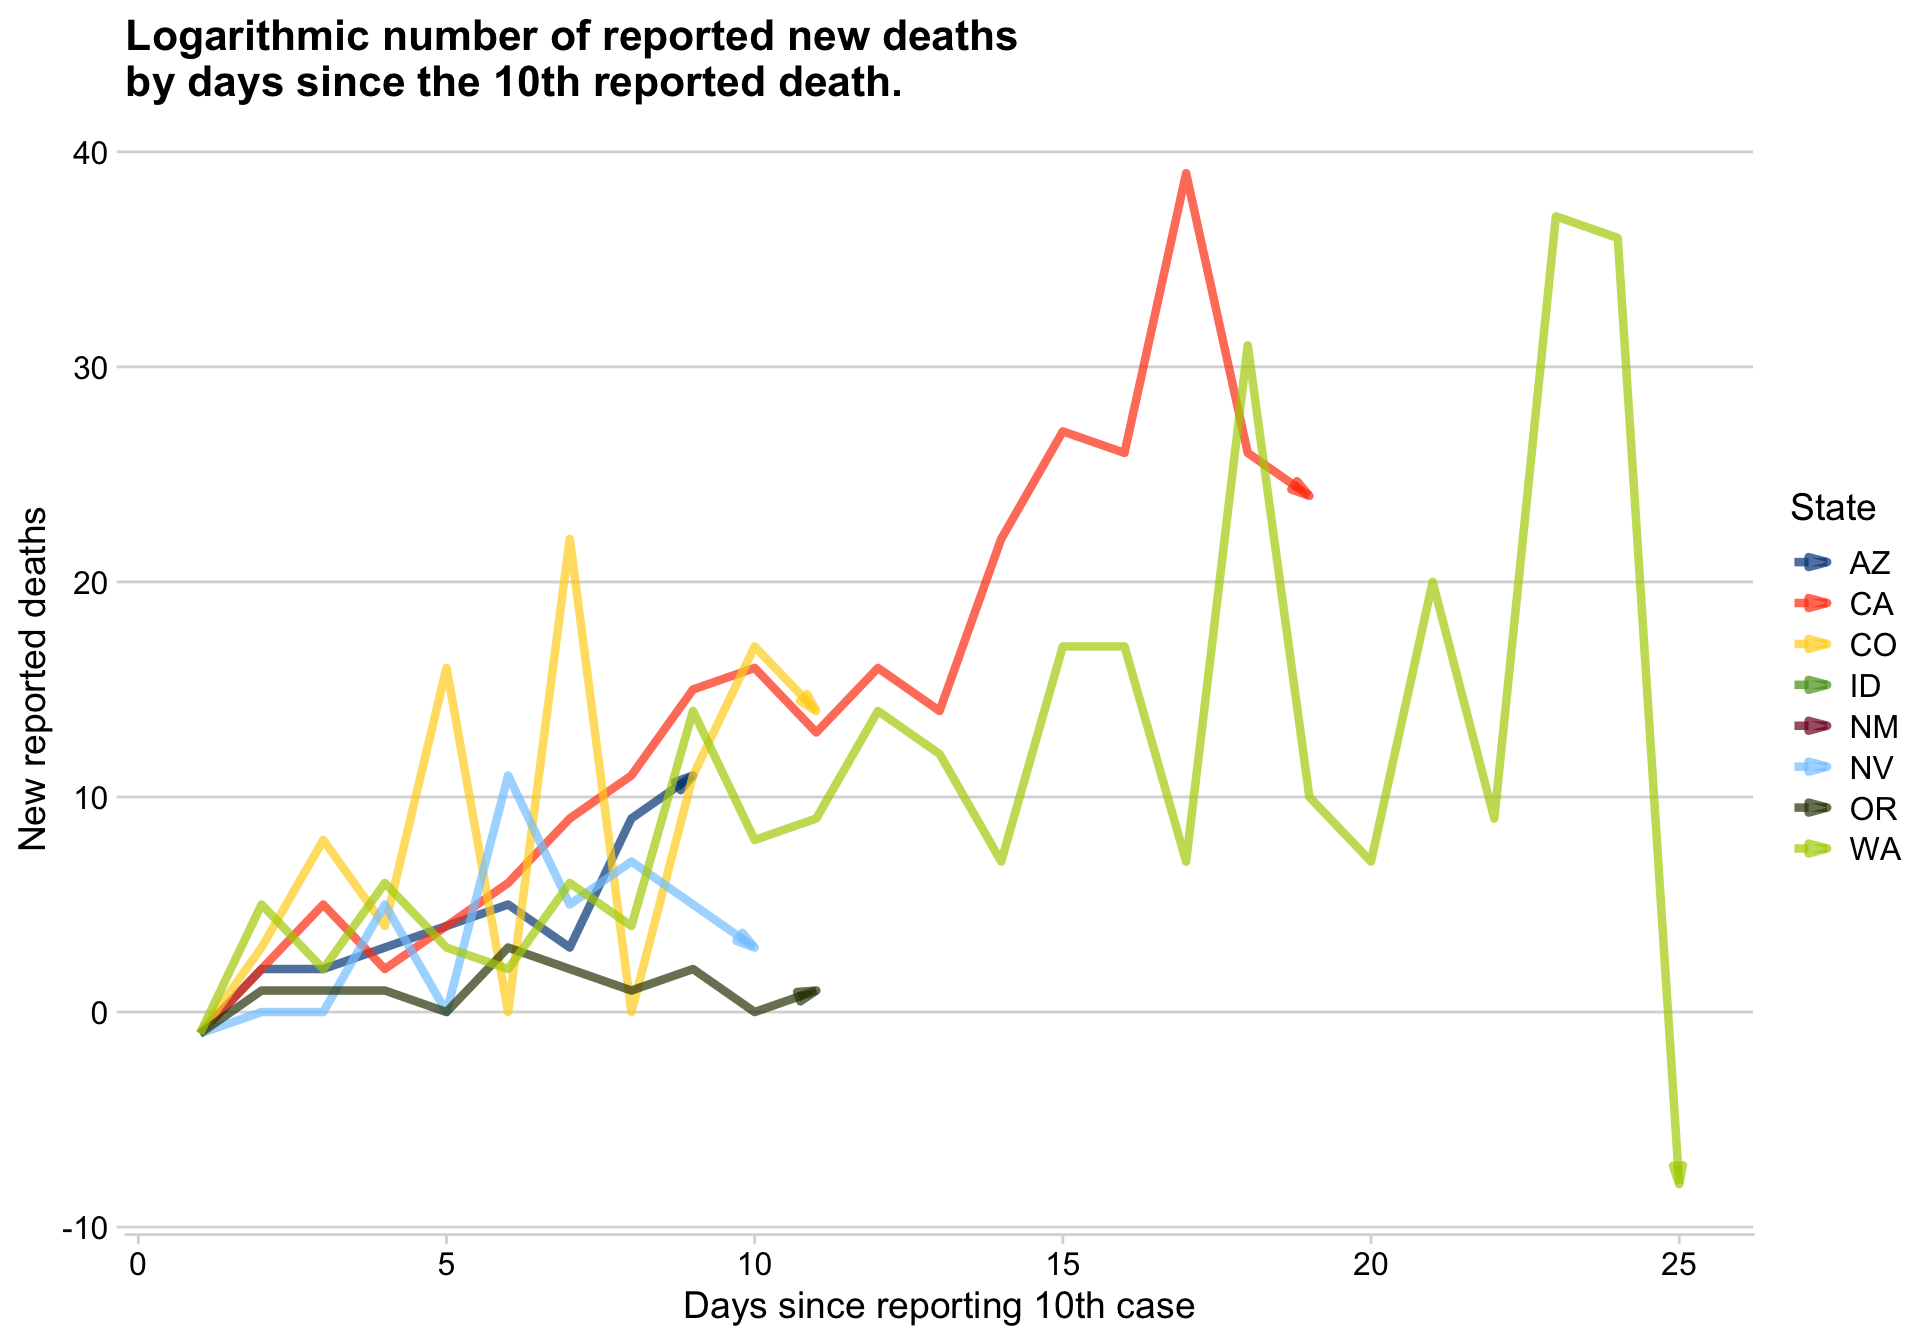 Logarithmic number of reported new deaths
by days since the 10th reported death.
40
30
20
10
0
-10
New reported deaths
0 5 10 15 20 25
Days since reporting 10th case
State
AZ
CA
CO
ID
NM
NV
OR
WA